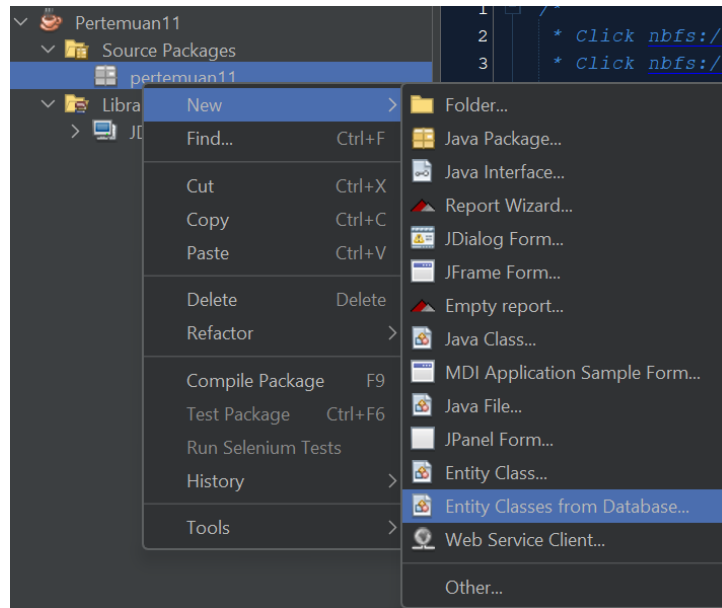 Pertemuan11
Source Packages
pertemuan11
Libra
JD
1 /*
2 * Click nbfs:/
3 * Click nbfs:/
New
Find... Ctrl+F
Cut Ctrl+X
Copy Ctrl+C
Paste Ctrl+V
Delete Delete
Refactor
Compile Package F9
Test Package Ctrl+F6
Run Selenium Tests
History
Tools
Folder...
Java Package...
Java Interface...
Report Wizard...
JDialog Form...
JFrame Form...
Empty report...
Java Class...
MDI Application Sample Form...
Java File...
JPanel Form...
Entity Class...
Entity Classes from Database...
Web Service Client...
Other...